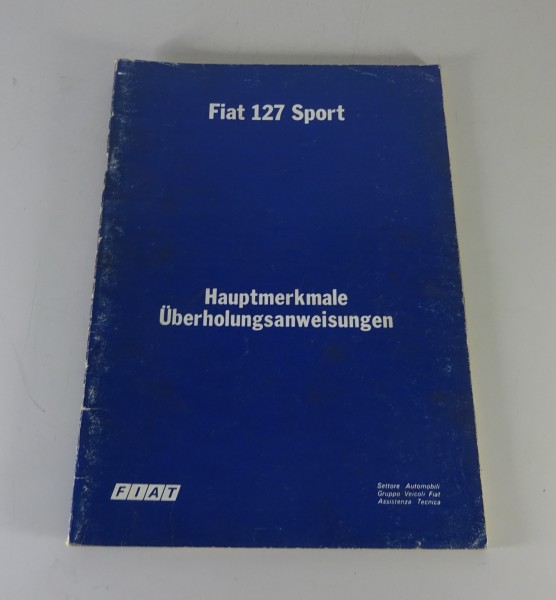 Fiat 127 Sport
Hauptmerkmale
Überholungsanweisungen
FIAT
Settore Automobili
Gruppo Veicoli Fiat
Assistenza Tecnica